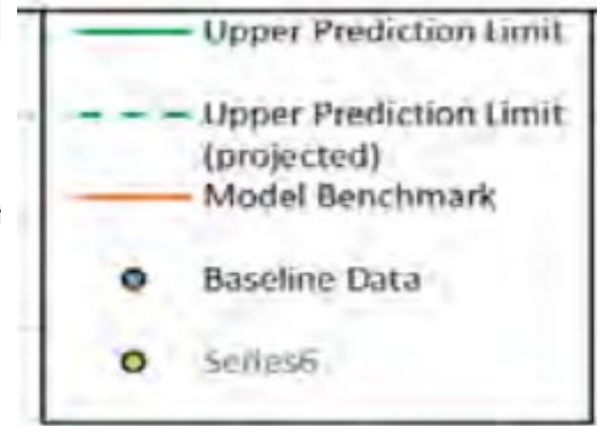 Upper Prediction Limit
Upper Prediction Limit
(projected)
Model Benchmark
Baseline Data
Series6